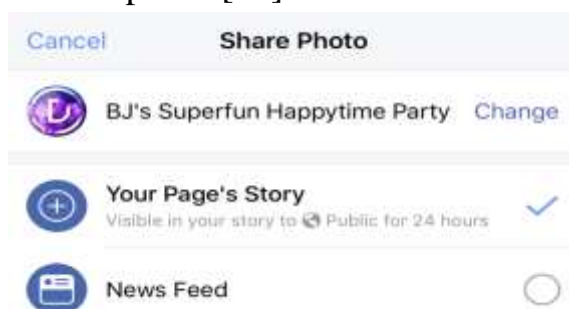 Cancel Share Photo
BJ's Superfun Happytime Party Change
Your Page's Story
Visible in your story to Public for 24 hours
News Feed